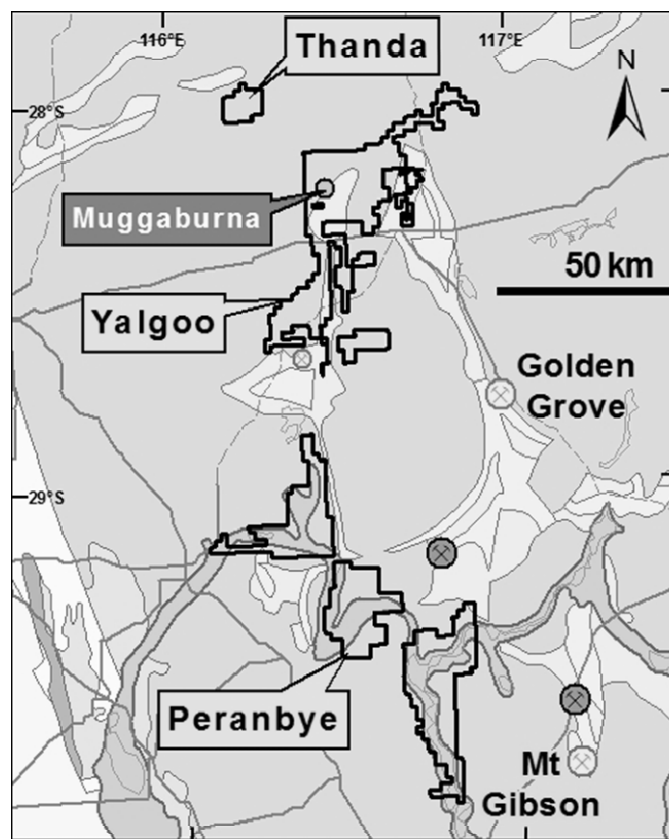 116°E
117°E
Thanda
N
28°S
Muggaburna
50 km
Yalgoo
Golden
Grove
29°S
Peranbye
Mt
Gibson